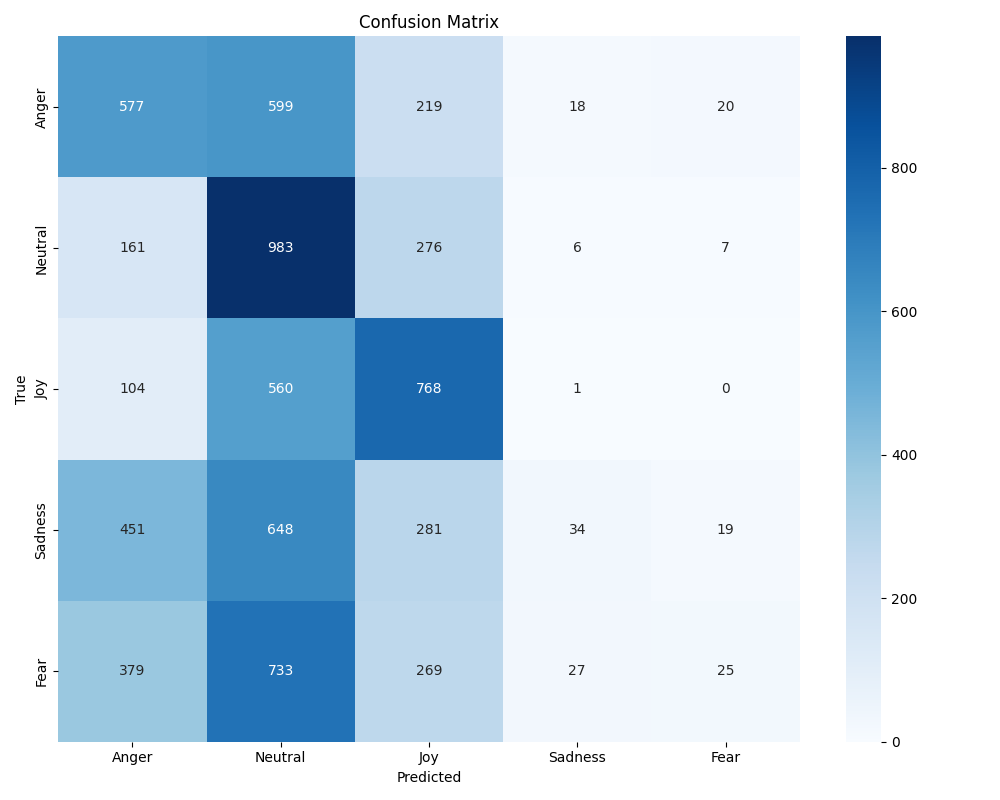 Confusion Matrix
577 599 219 18 20
161 983 276 6 7
104 560 768 1 0
451 648 281 34 19
379 733 269 27 25
Anger
Neutral
Joy
Sadness
Fear
True
Anger Neutral Joy Sadness Fear
Predicted
800
600
400
200
0